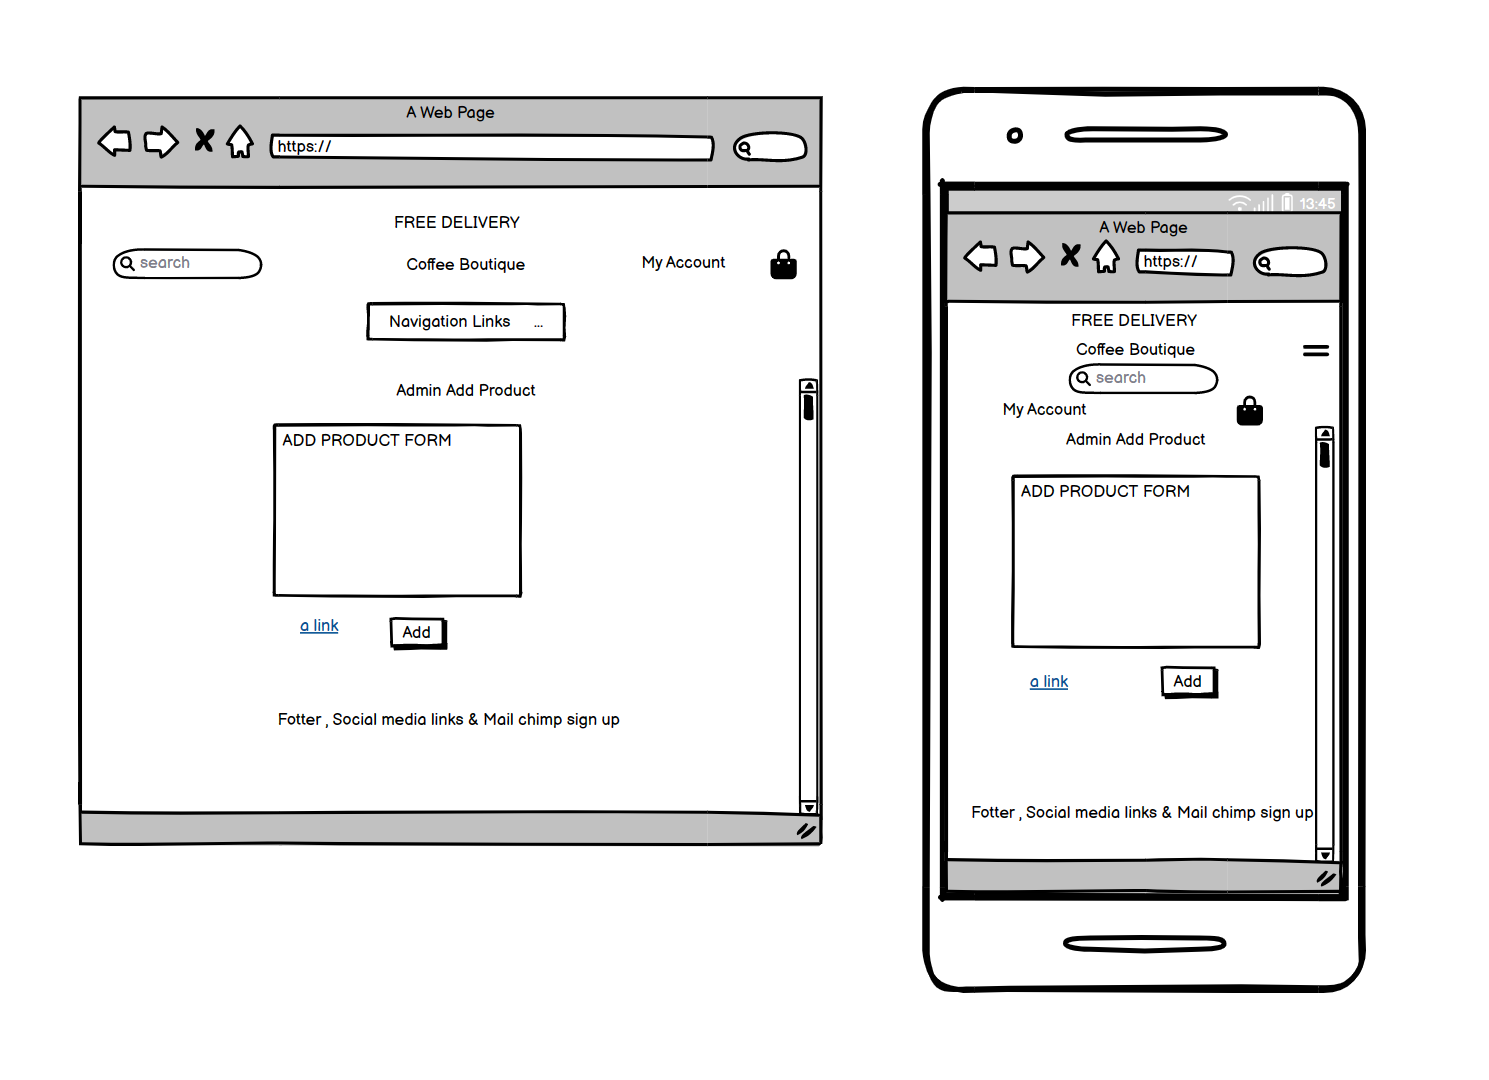 A Web Page
https://
FREE DELIVERY
search
Coffee Boutique
My Account
Navigation Links ...
Admin Add Product
ADD PRODUCT FORM
a link
Add
Fotter , Social media links & Mail chimp sign up
13:45
A Web Page
https://
FREE DELIVERY
Coffee Boutique
search
My Account
Admin Add Product
ADD PRODUCT FORM
a link
Add
Fotter , Social media links & Mail chimp sign up